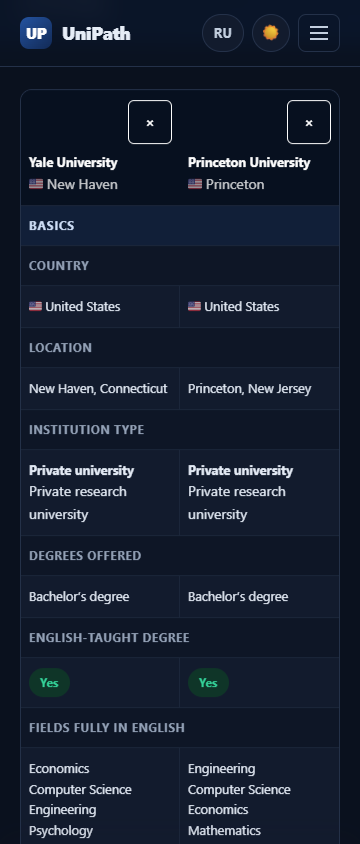 UP UniPath RU
× ×
Yale University Princeton University
New Haven Princeton
BASICS
COUNTRY
United States United States
LOCATION
New Haven, Connecticut Princeton, New Jersey
INSTITUTION TYPE
Private university Private university
Private research Private research
university university
DEGREES OFFERED
Bachelor’s degree Bachelor’s degree
ENGLISH-TAUGHT DEGREE
Yes Yes
FIELDS FULLY IN ENGLISH
Economics Engineering
Computer Science Computer Science
Engineering Economics
Psychology Mathematics